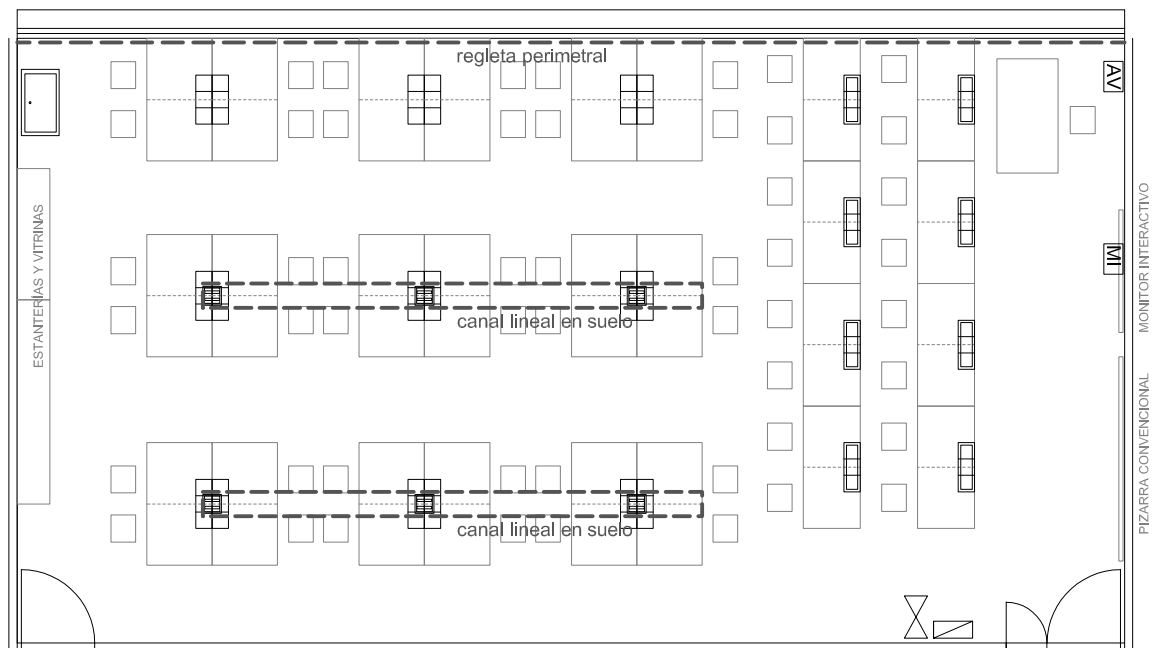 regleta perimetral
AV
ESTANTERÍAS Y VITRINAS
MONITOR INTERACTIVO
MI
canal lineal en suelo
PIZARRA CONVENCIONAL
canal lineal en suelo